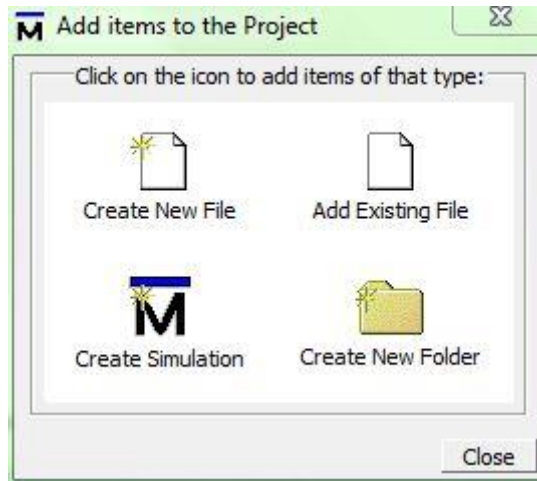 Add items to the Project
Click on the icon to add items of that type:
Create New File
Add Existing File
Create Simulation
Create New Folder
Close